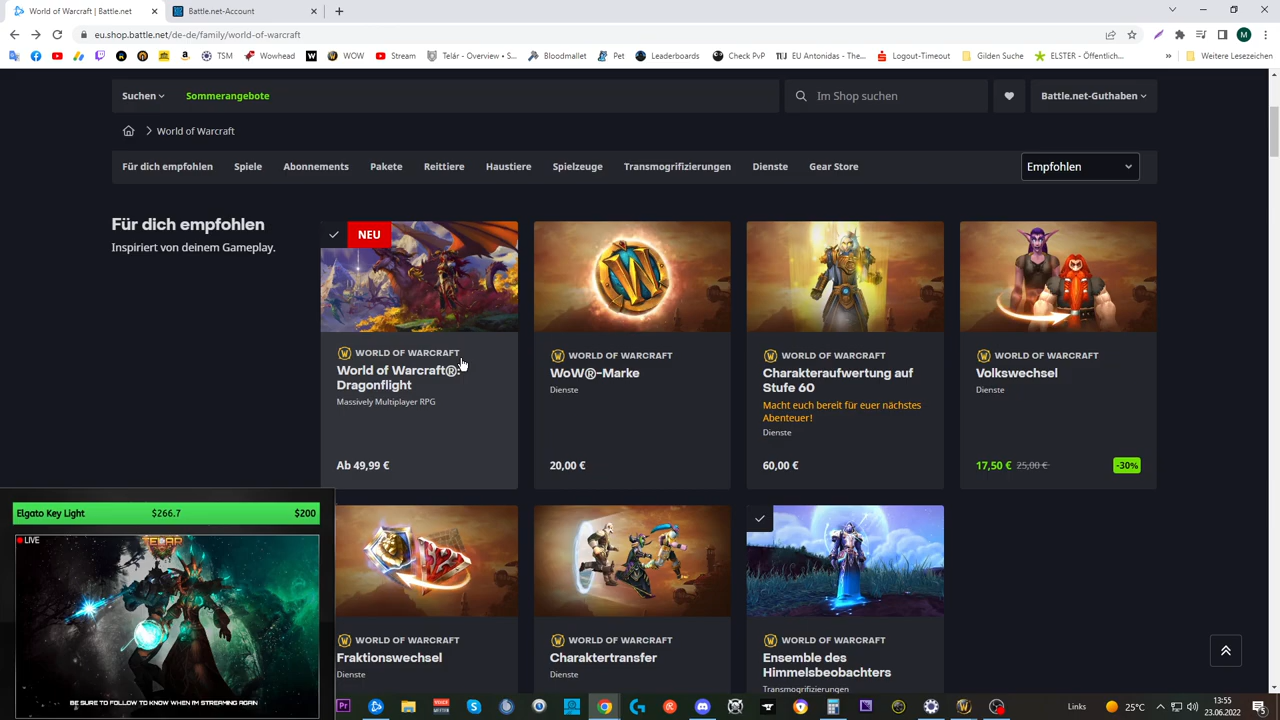 World of Warcraft | Battle.net
Battle.net-Account
eu.shop.battle.net/de-de/family/world-of-warcraft
M
TSM
Wowhead
WOW
Stream
Telár - Overview • S...
Bloodmallet
Pet
Leaderboards
Check PvP
EU Antonidas - The...
Logout-Timeout
Gilden Suche
ELSTER - Öffentlich...
Weitere Lesezeichen
Suchen
Sommerangebote
Im Shop suchen
Battle.net-Guthaben
World of Warcraft
Für dich empfohlen
Spiele
Abonnements
Pakete
Reittiere
Haustiere
Spielzeuge
Transmogrifizierungen
Dienste
Gear Store
Empfohlen
Für dich empfohlen
Inspiriert von deinem Gameplay.
NEU
WORLD OF WARCRAFT
World of Warcraft®:
Dragonflight
Massively Multiplayer RPG
Ab 49,99 €
WORLD OF WARCRAFT
WoW®-Marke
Dienste
20,00 €
WORLD OF WARCRAFT
Charakteraufwertung auf
Stufe 60
Macht euch bereit für euer nächstes
Abenteuer!
Dienste
60,00 €
WORLD OF WARCRAFT
Volkswechsel
Dienste
17,50 € 25,00 €
-30%
WORLD OF WARCRAFT
Fraktionswechsel
Dienste
WORLD OF WARCRAFT
Charaktertransfer
Dienste
WORLD OF WARCRAFT
Ensemble des
Himmelsbeobachters
Transmogrifizierungen
Elgato Key Light $266.7 $200
LIVE
TELAR
BE SURE TO FOLLOW TO KNOW WHEN I'M STREAMING AGAIN
Links
25°C
13:55
23.06.2022